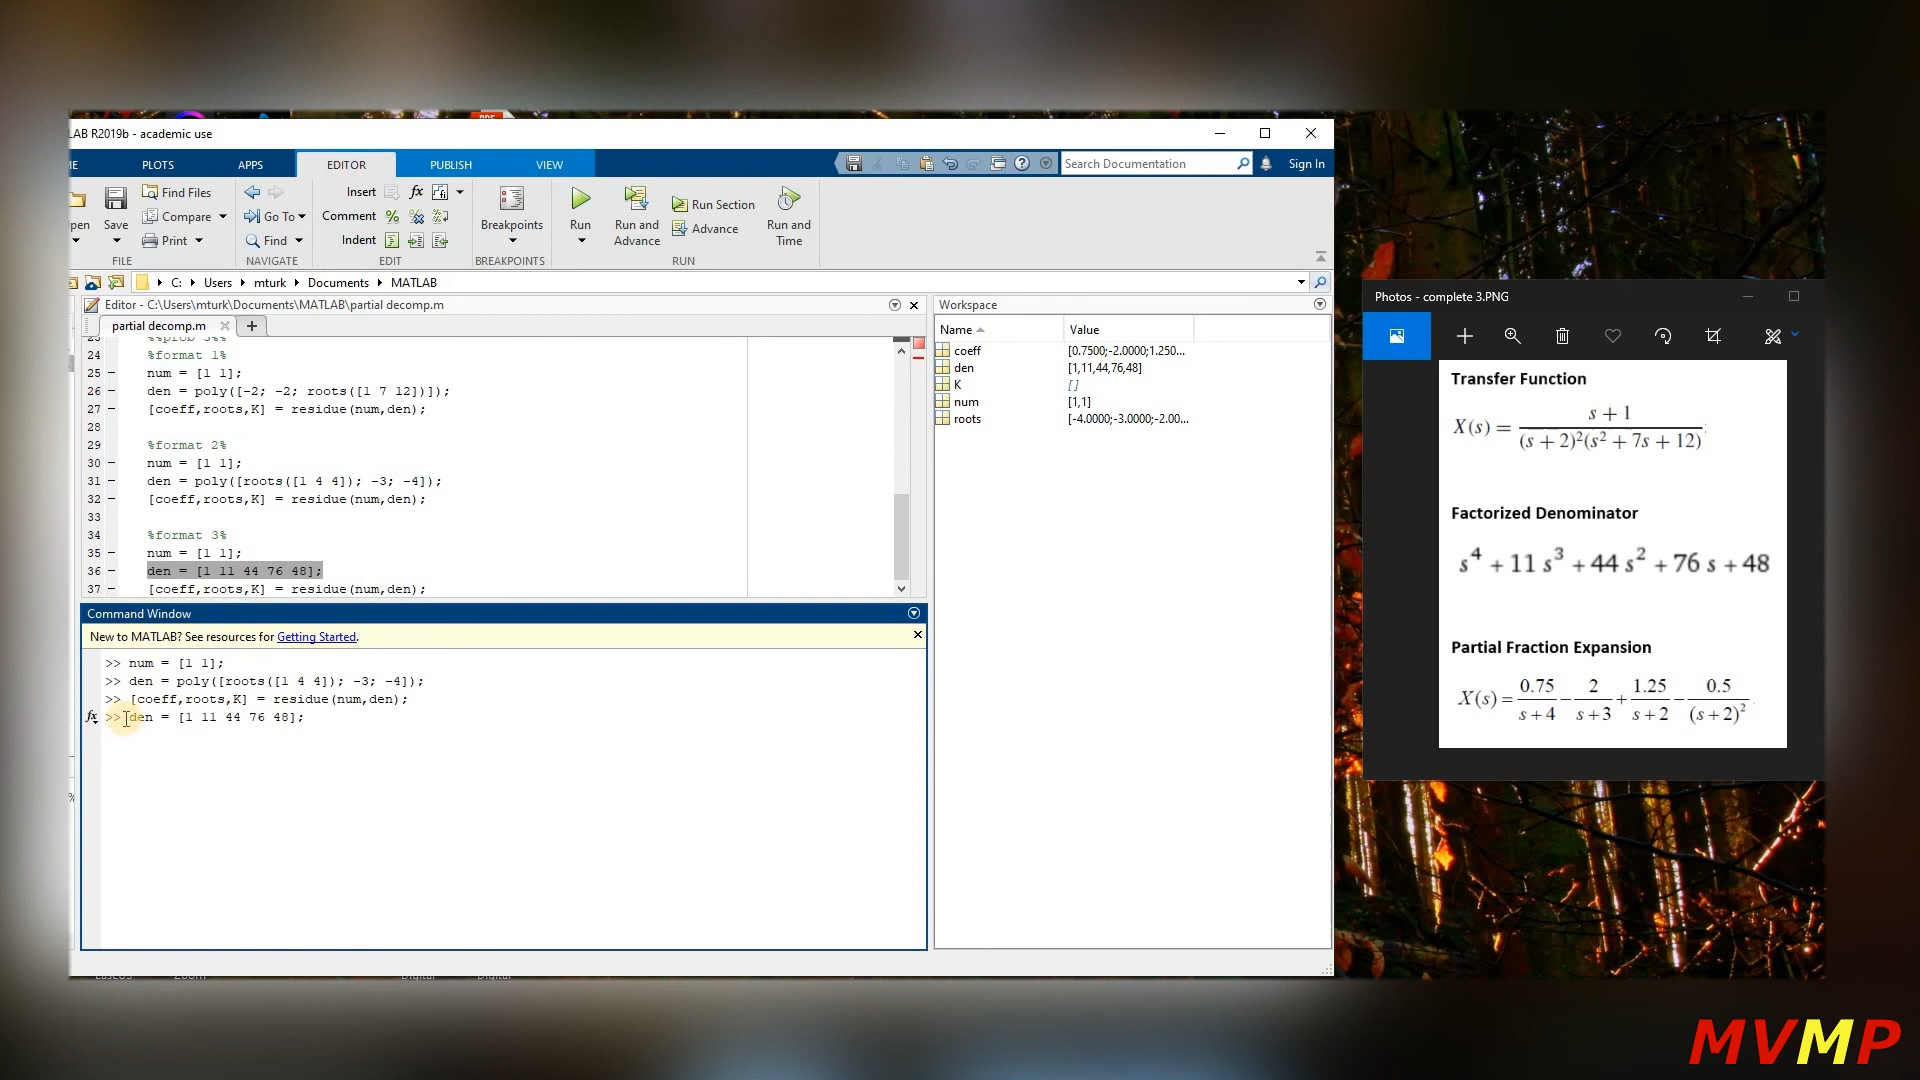 LAB R2019b - academic use
ME PLOTS APPS EDITOR PUBLISH VIEW
Search Documentation
Sign In
Find Files
Compare
Print
Save
FILE
Go To
Find
NAVIGATE
Insert fx
Comment
Indent
EDIT
Breakpoints
BREAKPOINTS
Run
Run and Advance
Run Section
Advance
Run and Time
RUN
C: Users mturk Documents MATLAB
Editor - C:\Users\mturk\Documents\MATLAB\partial decomp.m
partial decomp.m
23 %%prob 3%%
24 %format 1%
25 – num = [1 1];
26 – den = poly([-2; -2; roots([1 7 12])]);
27 – [coeff,roots,K] = residue(num,den);
28
29 %format 2%
30 – num = [1 1];
31 – den = poly([roots([1 4 4]); -3; -4]);
32 – [coeff,roots,K] = residue(num,den);
33
34 %format 3%
35 – num = [1 1];
36 – den = [1 11 44 76 48];
37 – [coeff,roots,K] = residue(num,den);
Command Window
New to MATLAB? See resources for Getting Started.
>> num = [1 1];
>> den = poly([roots([1 4 4]); -3; -4]);
>> [coeff,roots,K] = residue(num,den);
fx >> den = [1 11 44 76 48];
Workspace
Name Value
coeff [0.7500;-2.0000;1.250...
den [1,11,44,76,48]
K []
num [1,1]
roots [-4.0000;-3.0000;-2.00...
Photos - complete 3.PNG
Transfer Function
X(s) = (s + 1) / ((s + 2)²(s² + 7s + 12))
Factorized Denominator
s⁴ + 11 s³ + 44 s² + 76 s + 48
Partial Fraction Expansion
X(s) = 0.75/(s+4) − 2/(s+3) + 1.25/(s+2) − 0.5/(s+2)²
MVMP